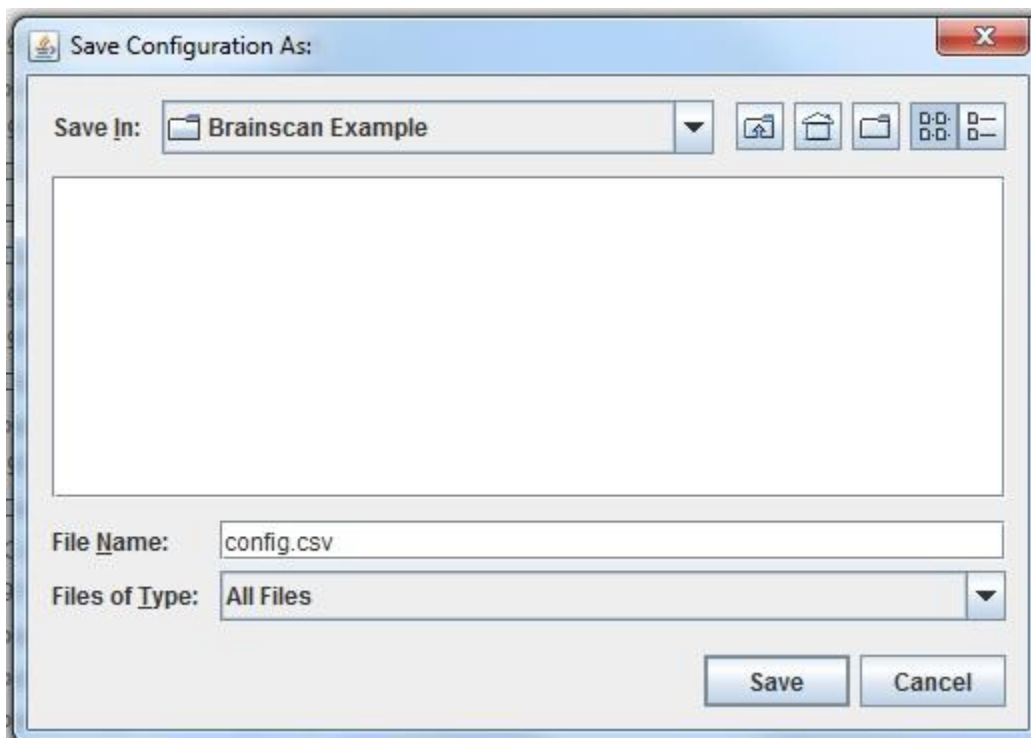 Save Configuration As:
Save In: Brainscan Example
File Name: config.csv
Files of Type: All Files
Save Cancel